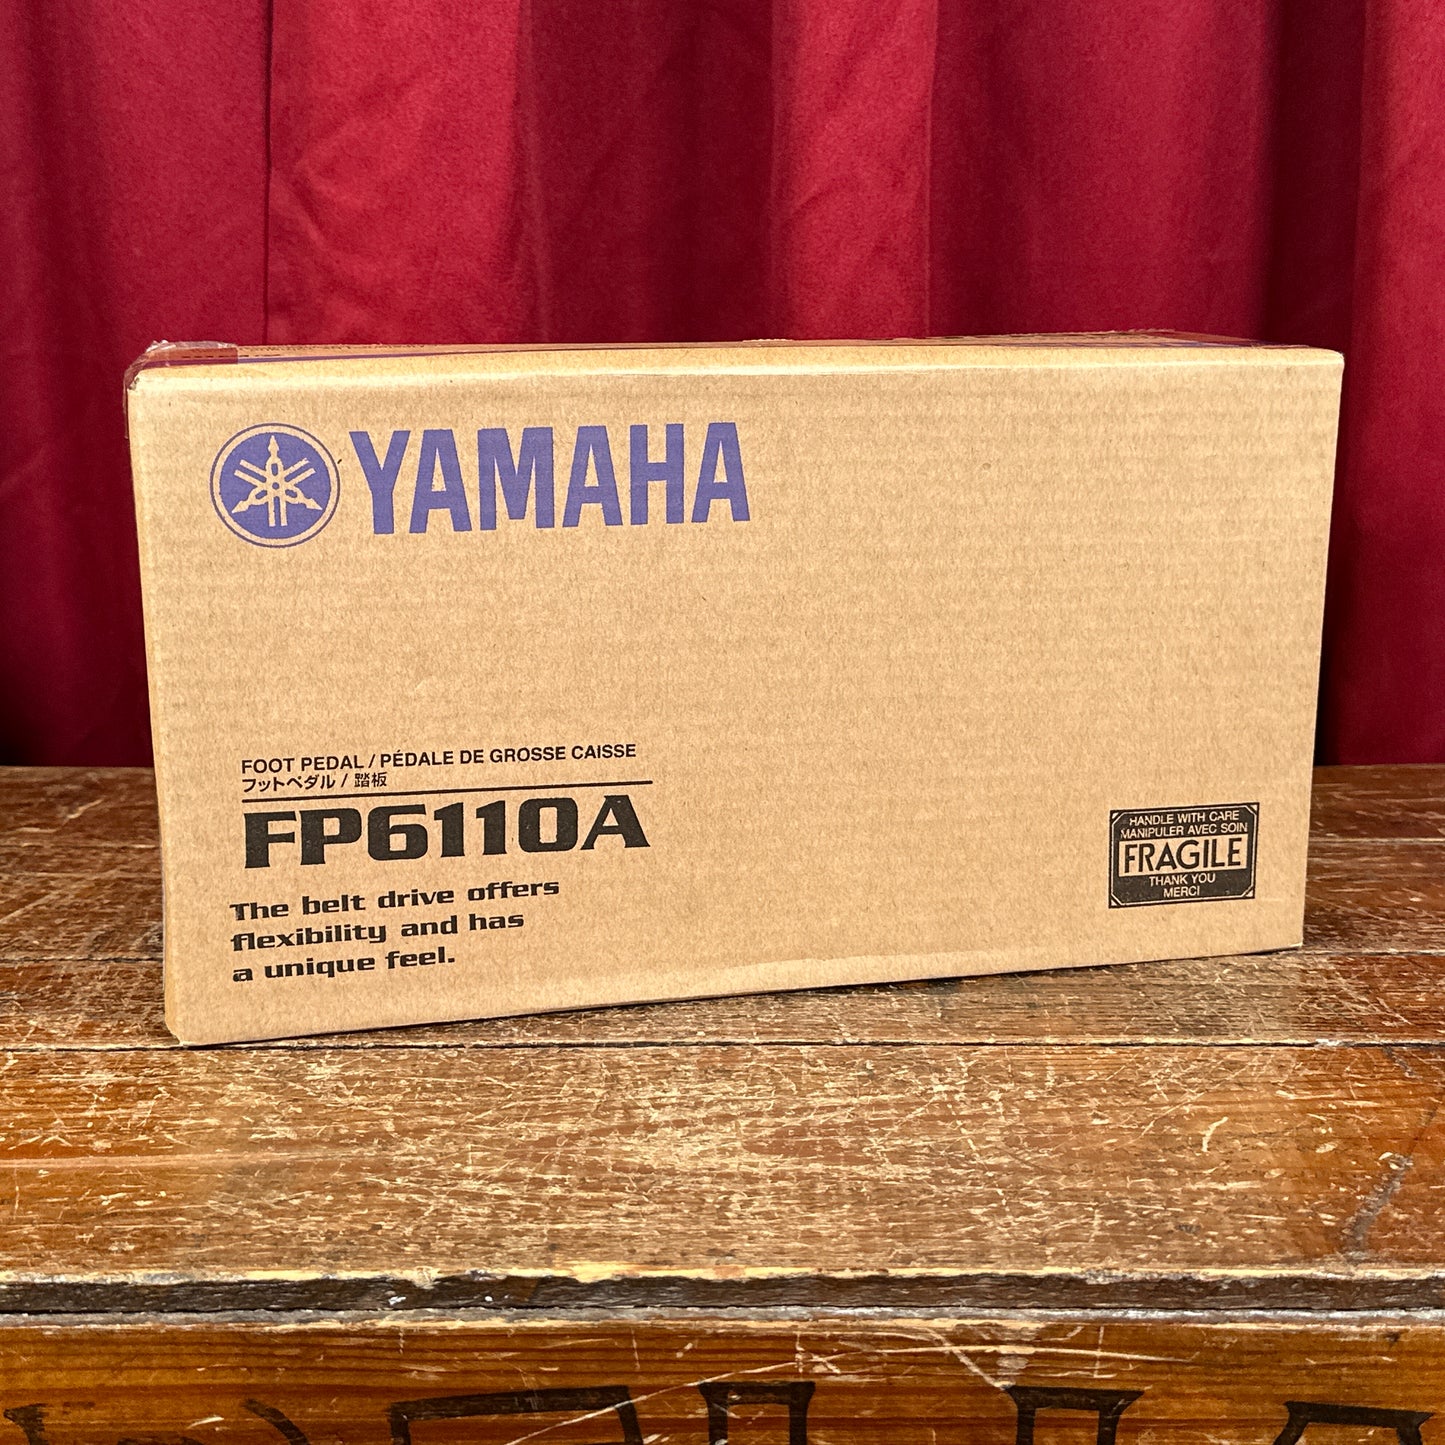 YAMAHA
FOOT PEDAL / PÉDALE DE GROSSE CAISSE
フットペダル / 踏板
FP6110A
The belt drive offers
flexibility and has
a unique feel.
HANDLE WITH CARE
MANIPULER AVEC SOIN
FRAGILE
THANK YOU
MERCI